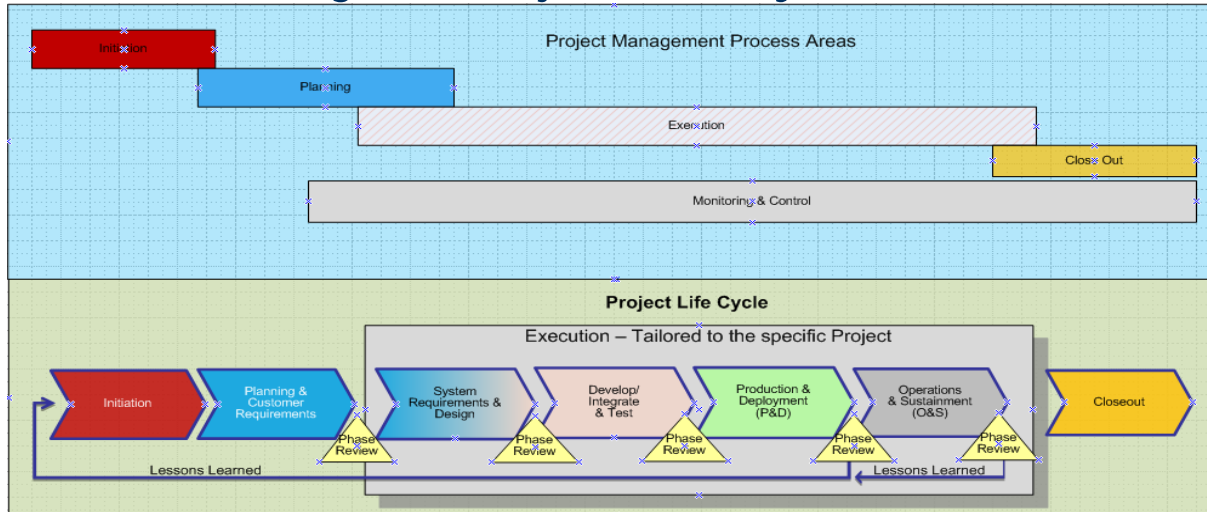 Initiation
Project Management Process Areas
Planning
Execution
Close Out
Monitoring & Control
Project Life Cycle
Execution – Tailored to the specific Project
Initiation
Planning &
Customer
Requirements
System
Requirements &
Design
Develop/
Integrate
& Test
Production &
Deployment
(P&D)
Operations
& Sustainment
(O&S)
Closeout
Phase
Review
Phase
Review
Phase
Review
Phase
Review
Phase
Review
Lessons Learned
Lessons Learned